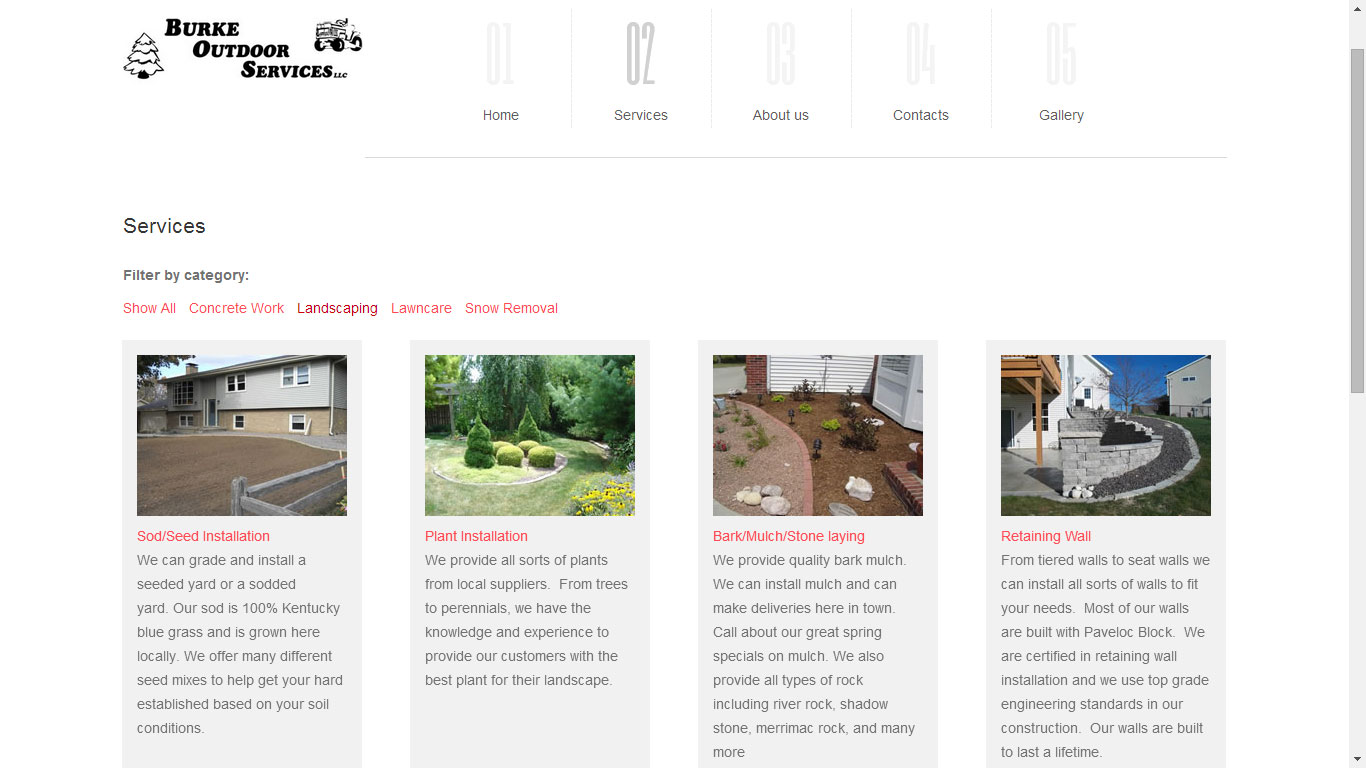 BURKE
OUTDOOR
SERVICES LLC
01
02
03
04
05
Home
Services
About us
Contacts
Gallery
Services
Filter by category:
Show All Concrete Work Landscaping Lawncare Snow Removal
Sod/Seed Installation
We can grade and install a
seeded yard or a sodded
yard. Our sod is 100% Kentucky
blue grass and is grown here
locally. We offer many different
seed mixes to help get your hard
established based on your soil
conditions.
Plant Installation
We provide all sorts of plants
from local suppliers.  From trees
to perennials, we have the
knowledge and experience to
provide our customers with the
best plant for their landscape.
Bark/Mulch/Stone laying
We provide quality bark mulch.
We can install mulch and can
make deliveries here in town.
Call about our great spring
specials on mulch. We also
provide all types of rock
including river rock, shadow
stone, merrimac rock, and many
more
Retaining Wall
From tiered walls to seat walls we
can install all sorts of walls to fit
your needs.  Most of our walls
are built with Paveloc Block.  We
are certified in retaining wall
installation and we use top grade
engineering standards in our
construction.  Our walls are built
to last a lifetime.